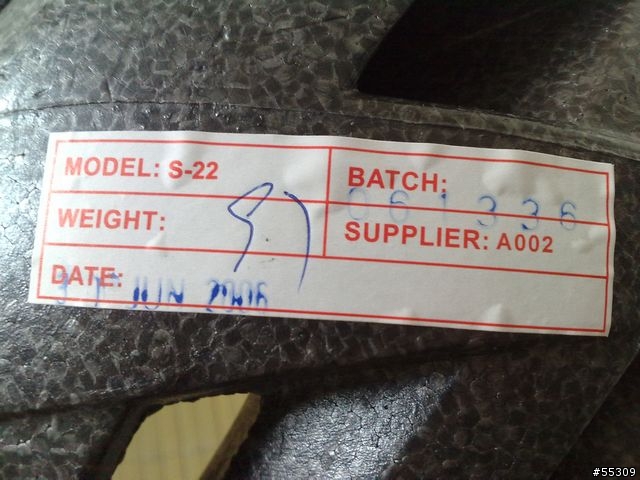 MODEL: S-22
BATCH: 061336
WEIGHT:
SUPPLIER: A002
DATE: JUN 2006
#55309